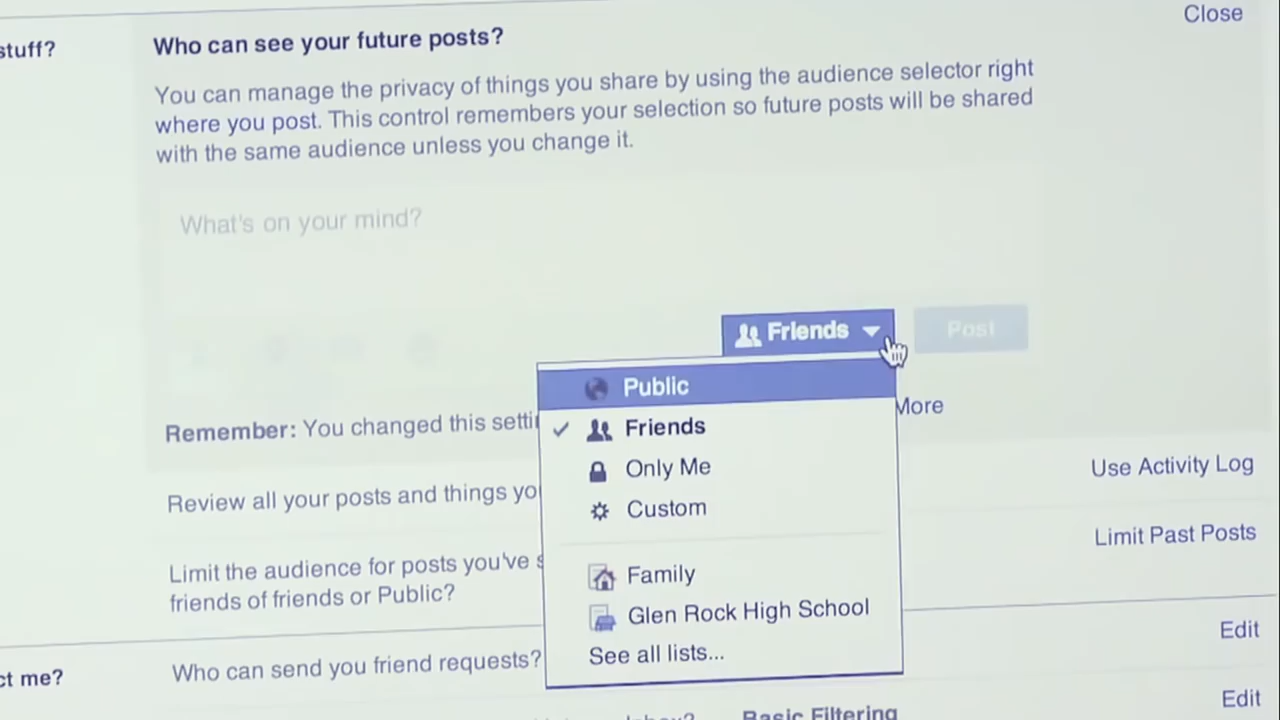 Close
stuff?
Who can see your future posts?
You can manage the privacy of things you share by using the audience selector right
where you post. This control remembers your selection so future posts will be shared
with the same audience unless you change it.
What's on your mind?
Friends
Post
Public
Remember: You changed this setti
More
Friends
Only Me
Use Activity Log
Review all your posts and things yo
Custom
Limit Past Posts
Limit the audience for posts you've s
friends of friends or Public?
Family
Glen Rock High School
See all lists...
Edit
ct me?
Who can send you friend requests?
Edit
Basic Filtering